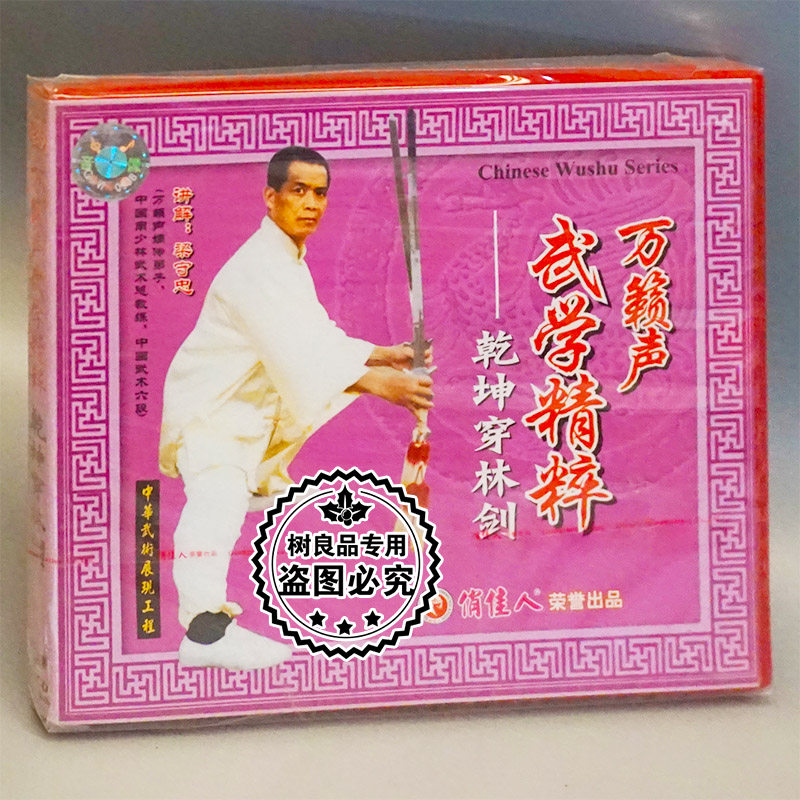 Chinese Wushu Series
万籁声
武学精粹
——乾坤穿林剑
讲解：梁守忠
（万籁声嫡传弟子、
中国南少林武术总教练，中国武术六段）
中華武術展現工程
俏佳人 荣誉出品
树良品专用
盗图必究